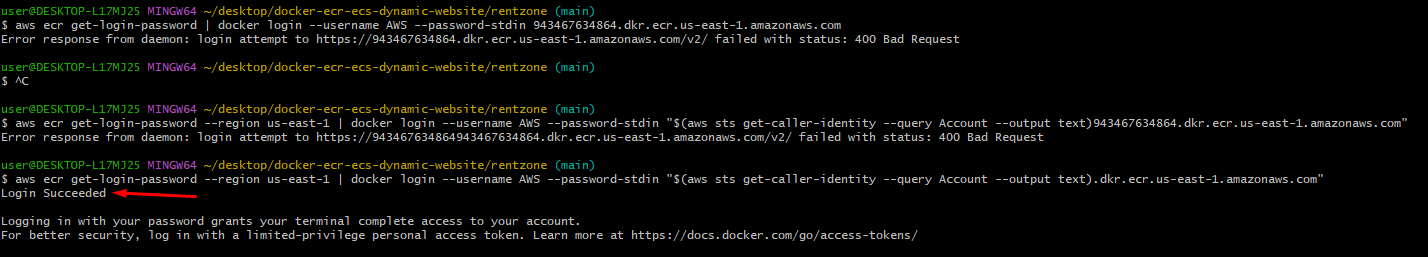 user@DESKTOP-L17MJ25 MINGW64 ~/desktop/docker-ecr-ecs-dynamic-website/rentzone (main)
$ aws ecr get-login-password | docker login --username AWS --password-stdin 943467634864.dkr.ecr.us-east-1.amazonaws.com
Error response from daemon: login attempt to https://943467634864.dkr.ecr.us-east-1.amazonaws.com/v2/ failed with status: 400 Bad Request
user@DESKTOP-L17MJ25 MINGW64 ~/desktop/docker-ecr-ecs-dynamic-website/rentzone (main)
$ ^C
user@DESKTOP-L17MJ25 MINGW64 ~/desktop/docker-ecr-ecs-dynamic-website/rentzone (main)
$ aws ecr get-login-password --region us-east-1 | docker login --username AWS --password-stdin "$(aws sts get-caller-identity --query Account --output text)943467634864.dkr.ecr.us-east-1.amazonaws.com"
Error response from daemon: login attempt to https://943467634864943467634864.dkr.ecr.us-east-1.amazonaws.com/v2/ failed with status: 400 Bad Request
user@DESKTOP-L17MJ25 MINGW64 ~/desktop/docker-ecr-ecs-dynamic-website/rentzone (main)
$ aws ecr get-login-password --region us-east-1 | docker login --username AWS --password-stdin "$(aws sts get-caller-identity --query Account --output text).dkr.ecr.us-east-1.amazonaws.com"
Login Succeeded
Logging in with your password grants your terminal complete access to your account.
For better security, log in with a limited-privilege personal access token. Learn more at https://docs.docker.com/go/access-tokens/